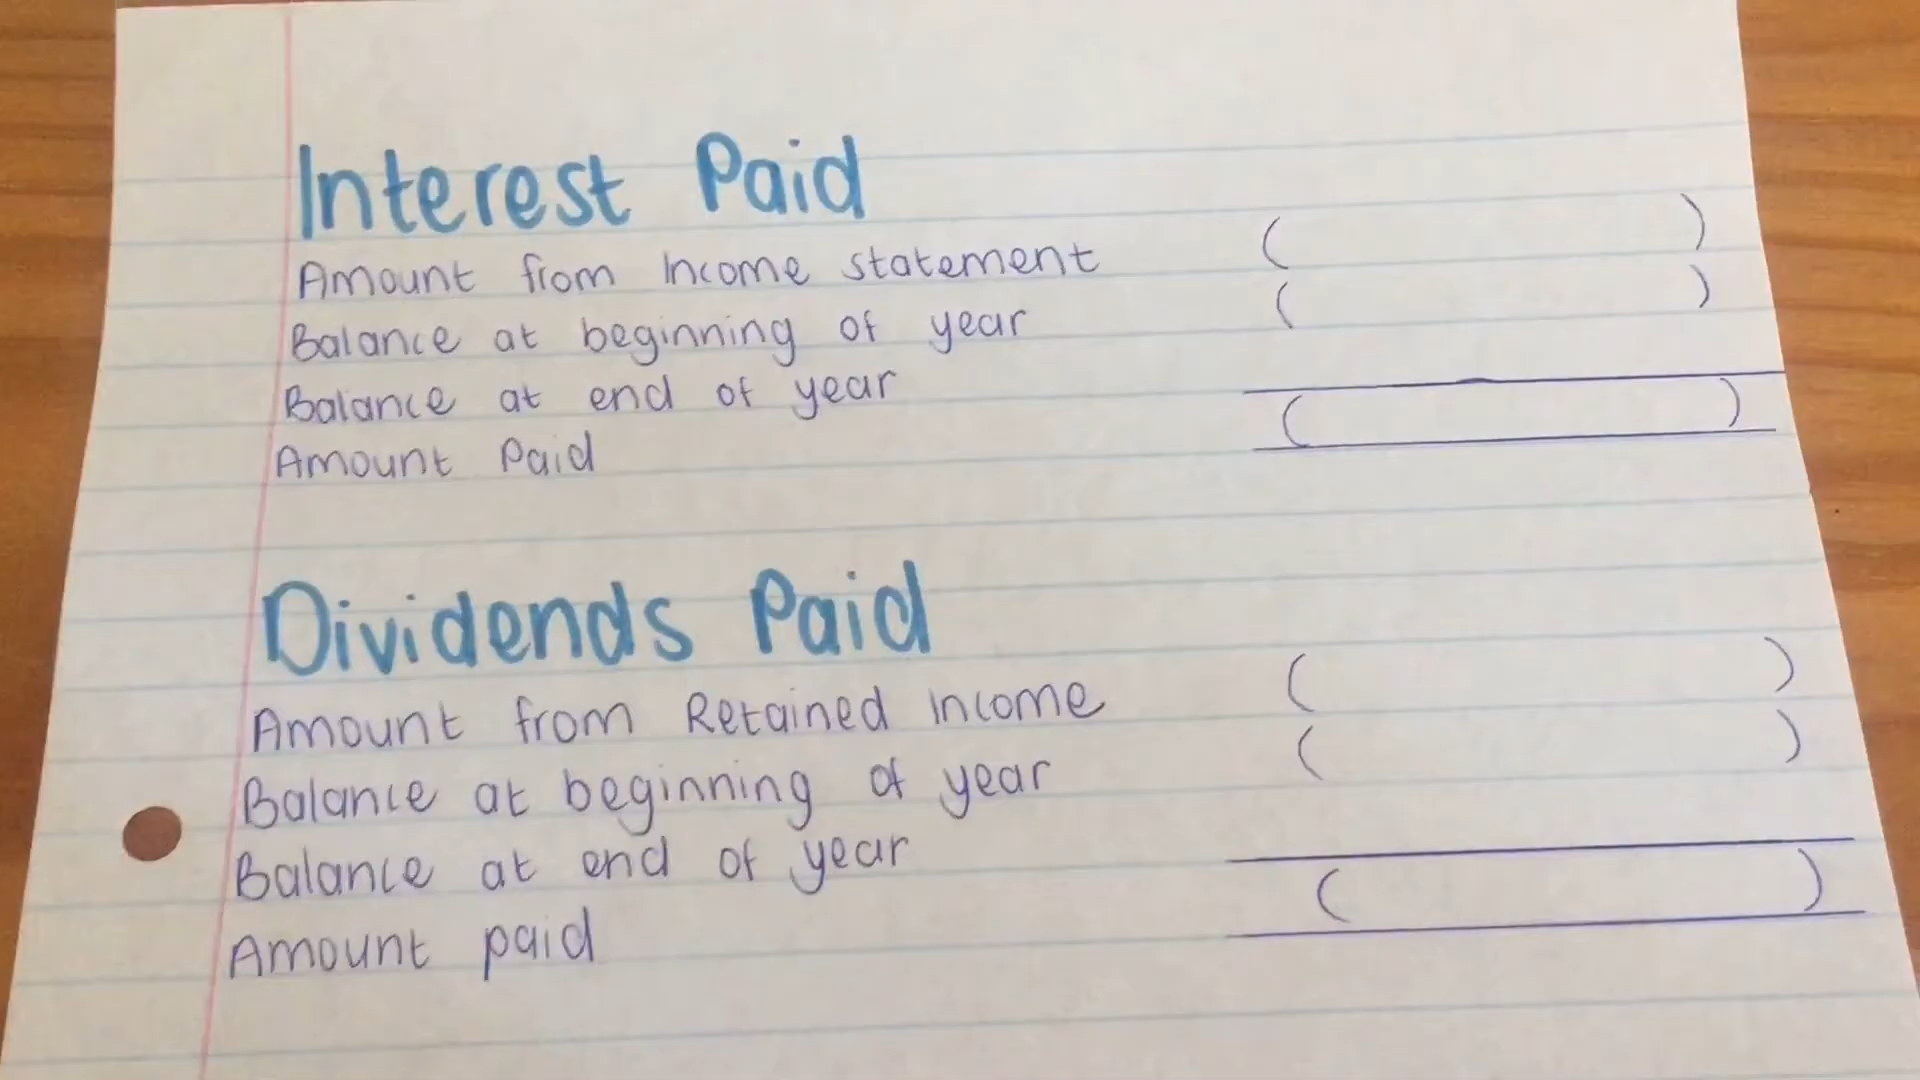 Interest Paid
Amount from Income statement ( )
Balance at beginning of year ( )
Balance at end of year
Amount Paid ( )
Dividends Paid
Amount from Retained Income ( )
Balance at beginning of year ( )
Balance at end of year
Amount paid ( )